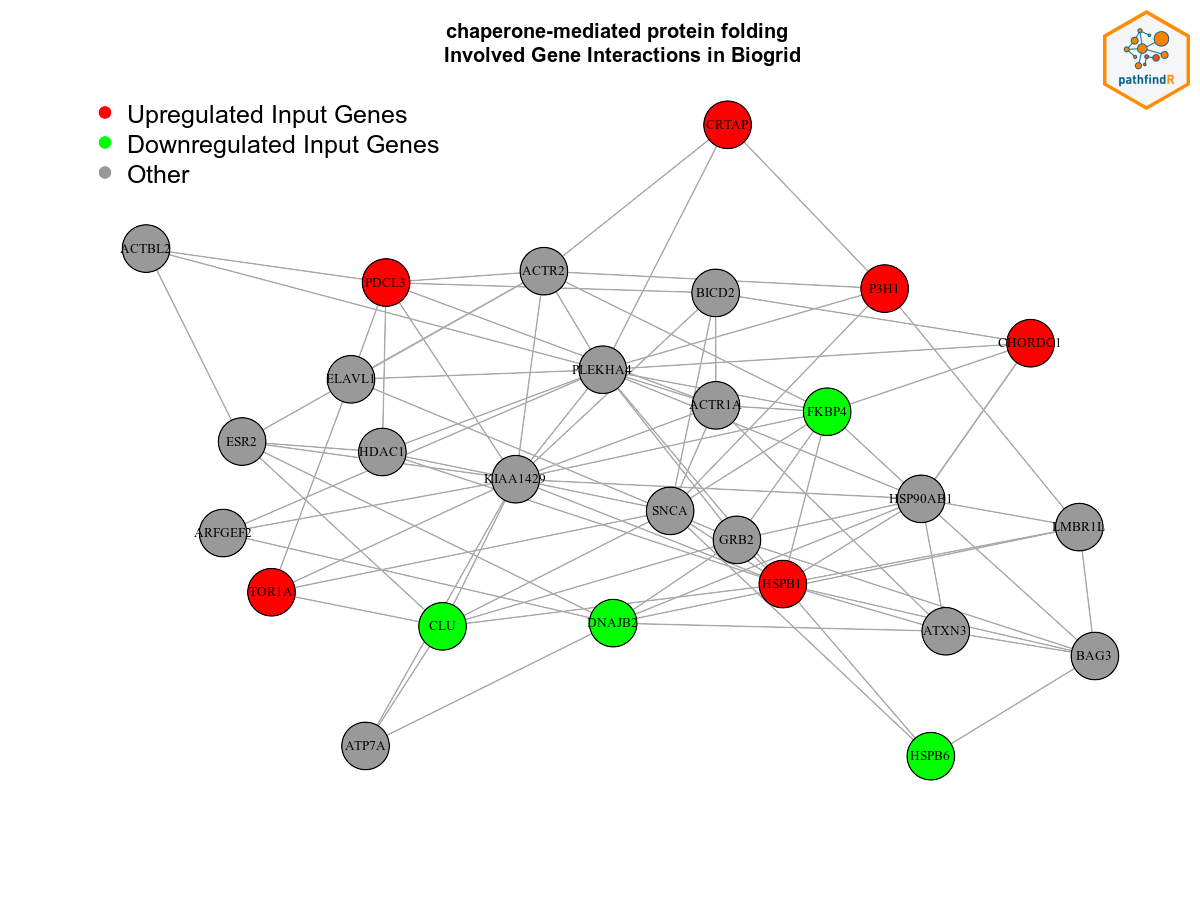 chaperone-mediated protein folding
Involved Gene Interactions in Biogrid
pathfindR
Upregulated Input Genes
Downregulated Input Genes
Other
CRTAP
ACTBL2
PDCL3
ACTR2
BICD2
P3H1
CHORDC1
ELAVL1
PLEKHA4
ACTR1A
FKBP4
ESR2
HDAC1
KIAA1429
HSP90AB1
SNCA
LMBR1L
ARFGEF2
GRB2
TOR1A
HSPB1
CLU
DNAJB2
ATXN3
BAG3
ATP7A
HSPB6